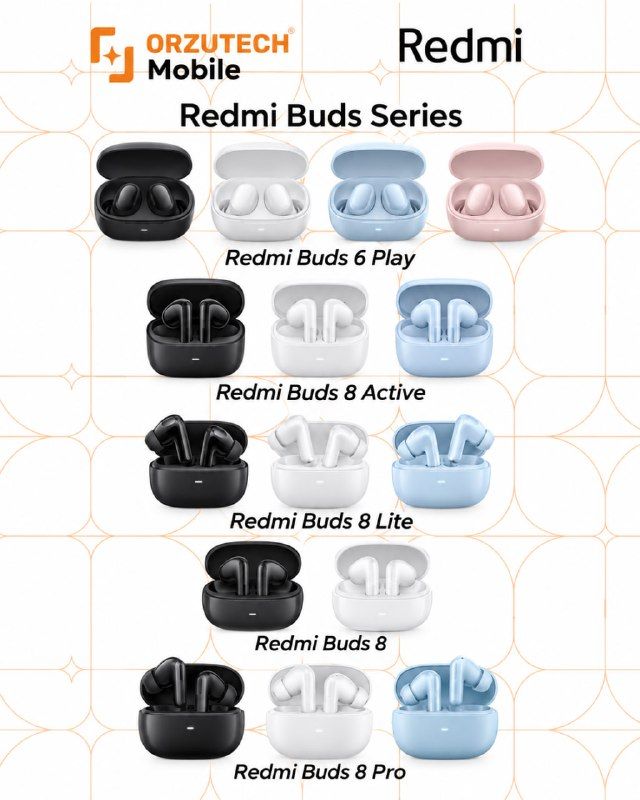 ORZUTECH®
Mobile
Redmi
Redmi Buds Series
Redmi Buds 6 Play
Redmi Buds 8 Active
Redmi Buds 8 Lite
Redmi Buds 8
Redmi Buds 8 Pro